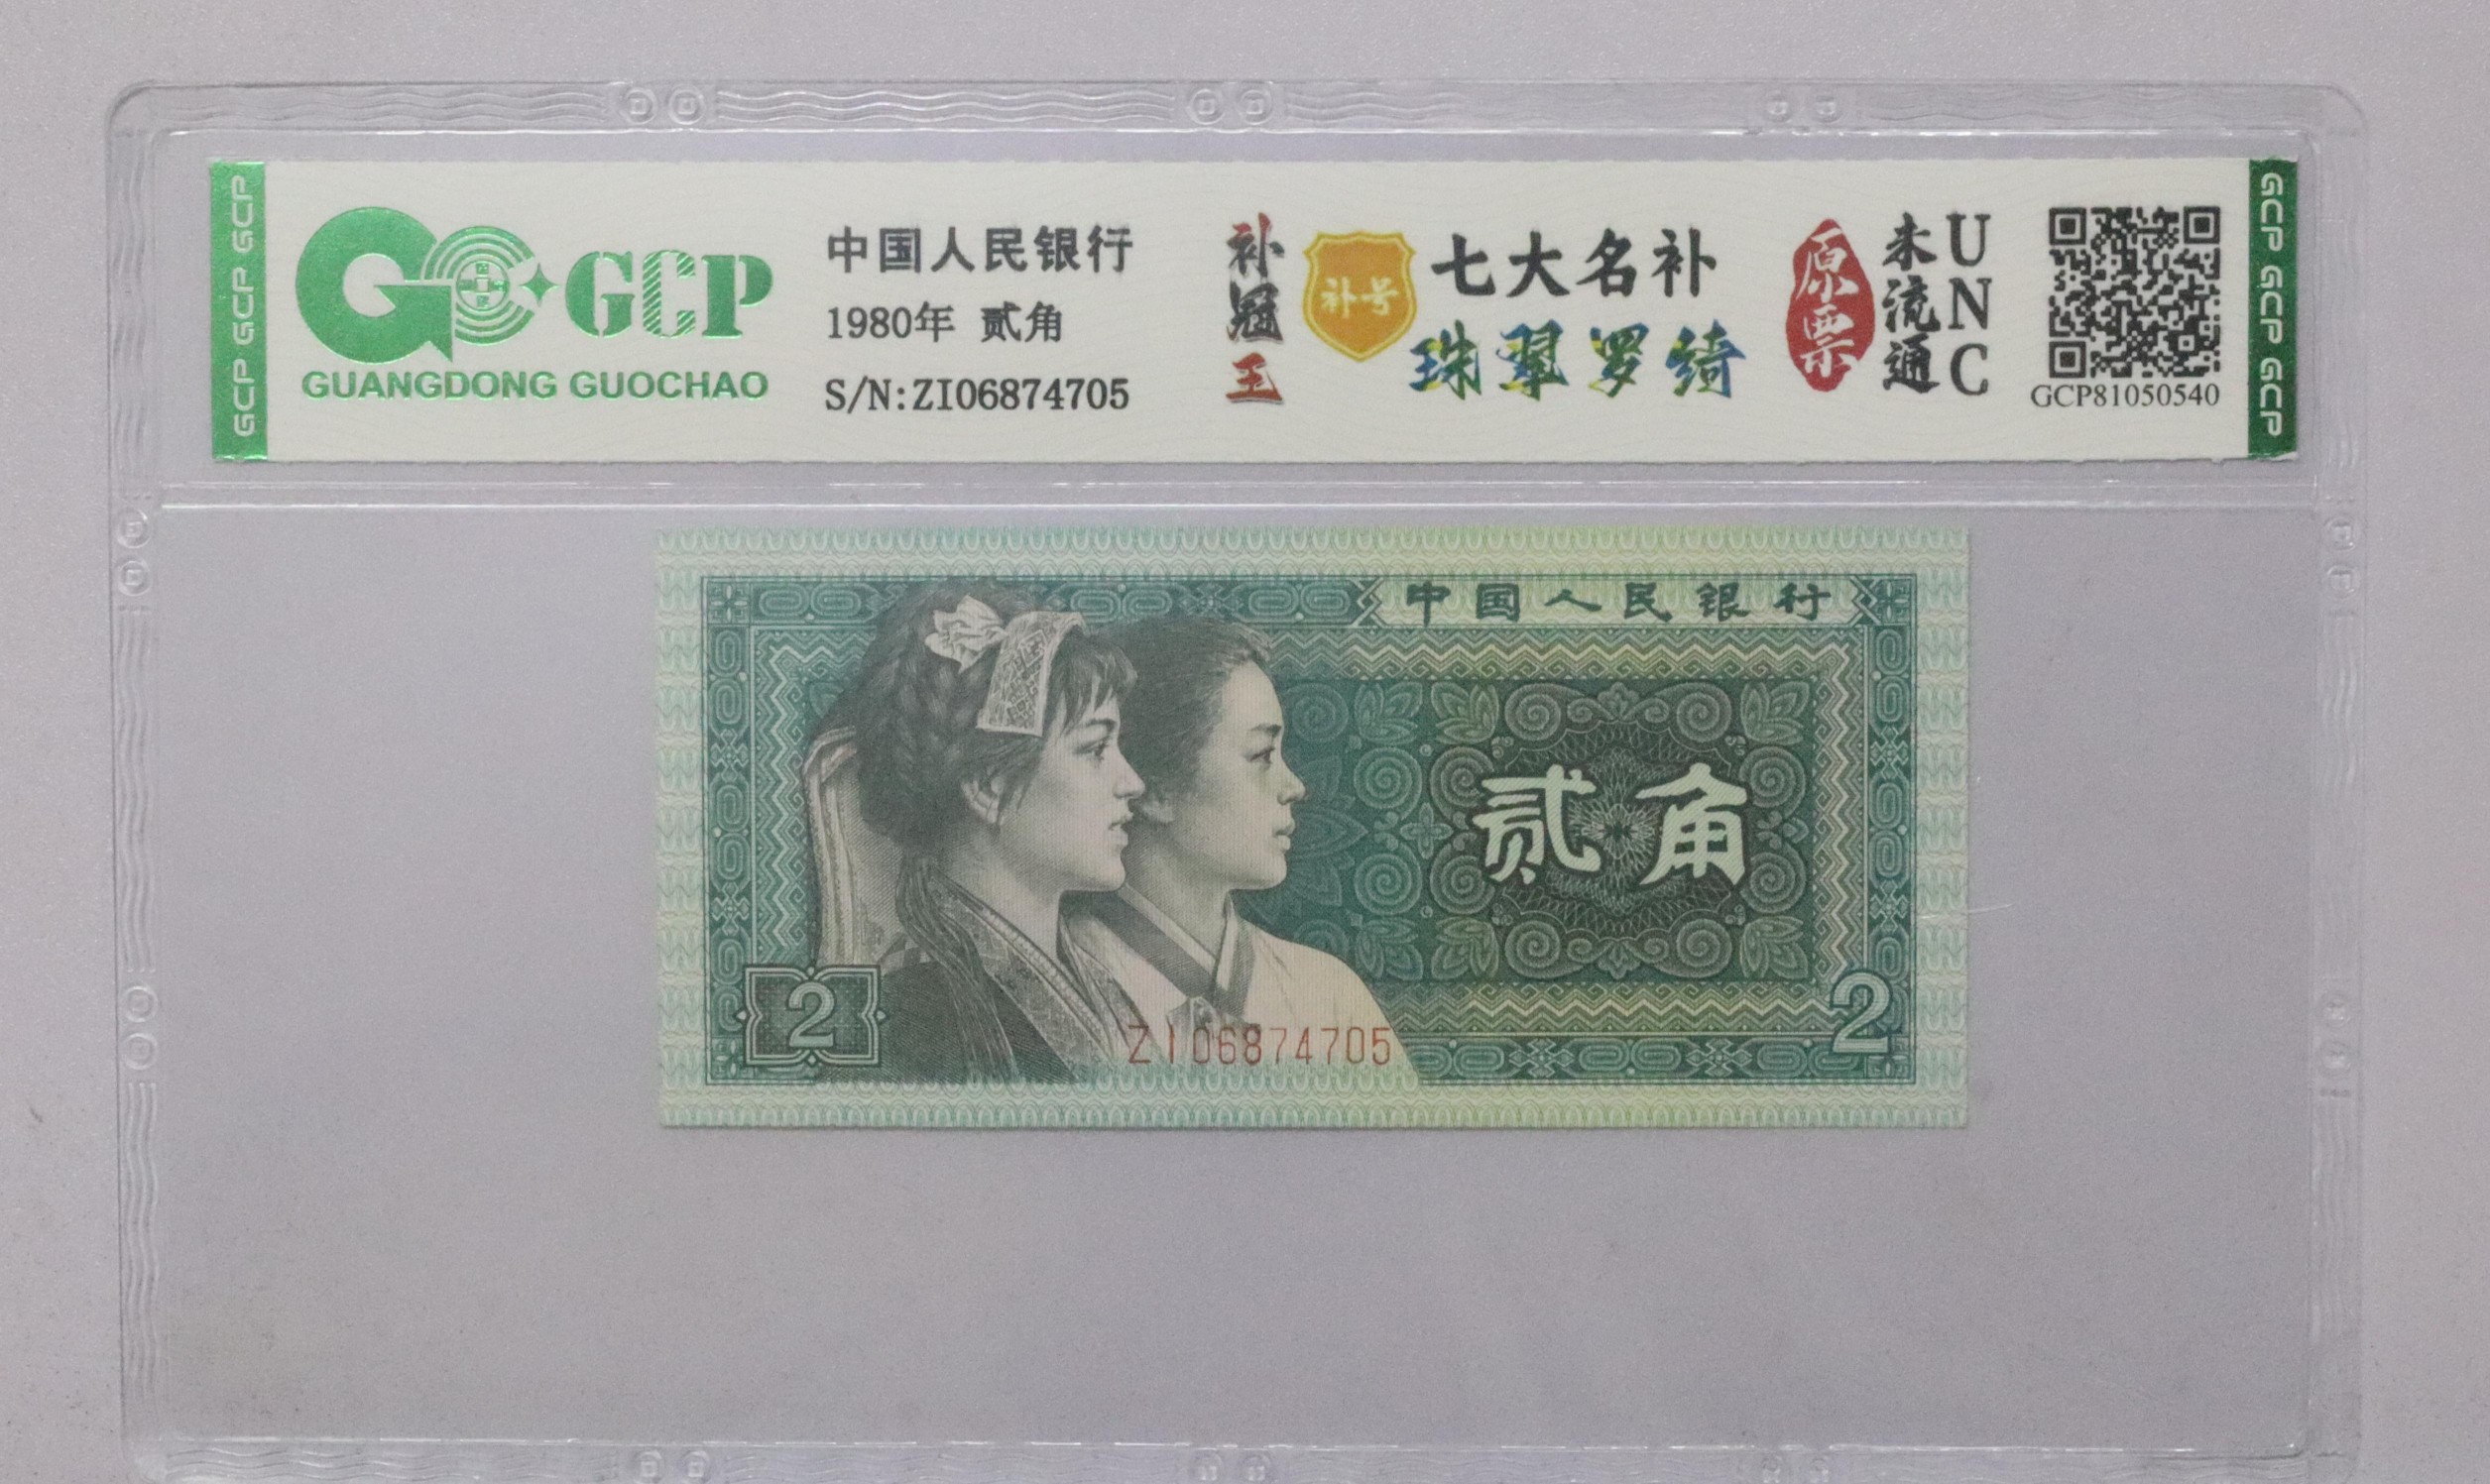 GCP GCP GCP
GCP
GUANGDONG GUOCHAO
中国人民银行
1980年 贰角
S/N:ZI06874705
补冠王
补号
七大名补
珠翠罗绮
原票
未流通
UNC
GCP81050540
GCP GCP GCP
中国人民银行
贰角
2
ZI06874705
2